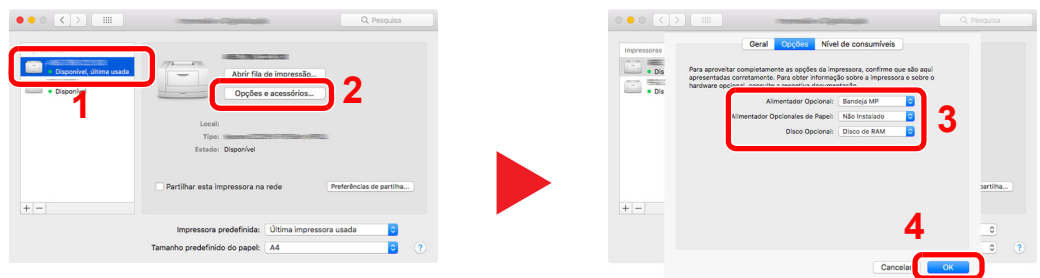 Pesquisa
Disponível, última usada
Disponível
1
Abrir fila de impressão...
Opções e acessórios...
2
Local:
Tipo:
Estado: Disponível
Partilhar esta impressora na rede
Preferências de partilha...
+ −
Impressora predefinida: Última impressora usada
Tamanho predefinido do papel: A4
?
Pesquisa
Impressoras
Dis
Dis
Geral Opções Nível de consumíveis
Para aproveitar completamente as opções da impressora, confirme que são aqui
apresentadas corretamente. Para obter informação sobre a impressora e sobre o
hardware opcional, consulte a respetiva documentação.
Alimentador Opcional: Bandeja MP
Alimentador Opcionales de Papel: Não Instalado
Disco Opcional: Disco de RAM
3
partilha...
+ −
4
?
Cancelar
OK